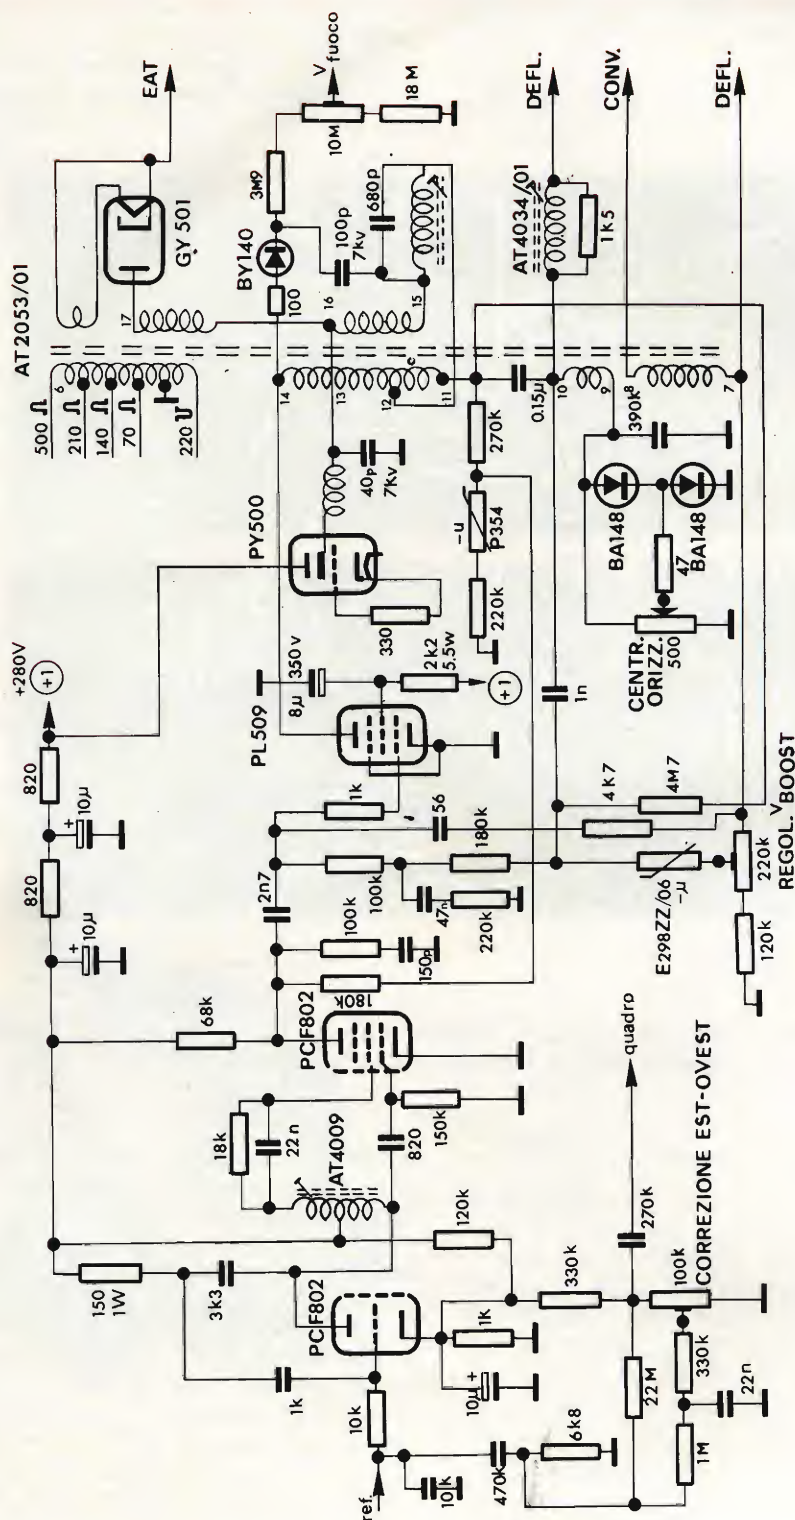 AT2053/01
EAT
GY 501
17
500
6
210
140
70
220
BY140
3M9
V fuoco
10M
18 M
100
100p
7kv
680p
16
15
14
13
12
11
c
PY500
40p
7Kv
330
+280V
+1
820
10µ
+
820
10µ
+
PL509
8µ
350 v
2k2
5.5w
+1
270k
-u
P354
220k
0.15µ
10
9
8
7
AT4034/01
1k5
DEFL.
CONV.
DEFL.
390k
BA148
BA148
47
CENTR.
ORIZZ.
500
1n
1k
56
180k
2n7
100k
100k
47n
220k
150p
180k
68k
PCF802
4K7
4M7
E298ZZ/06
-µ
220k
REGOL. V BOOST
120k
18k
22n
AT4009
820
150k
150
1W
3k3
120k
PCF802
1k
10k
1k
10µ +
ref.
10k
470k
6k8
330k
270k
quadro
22M
100k
CORREZIONE EST-OVEST
330k
22n
1M